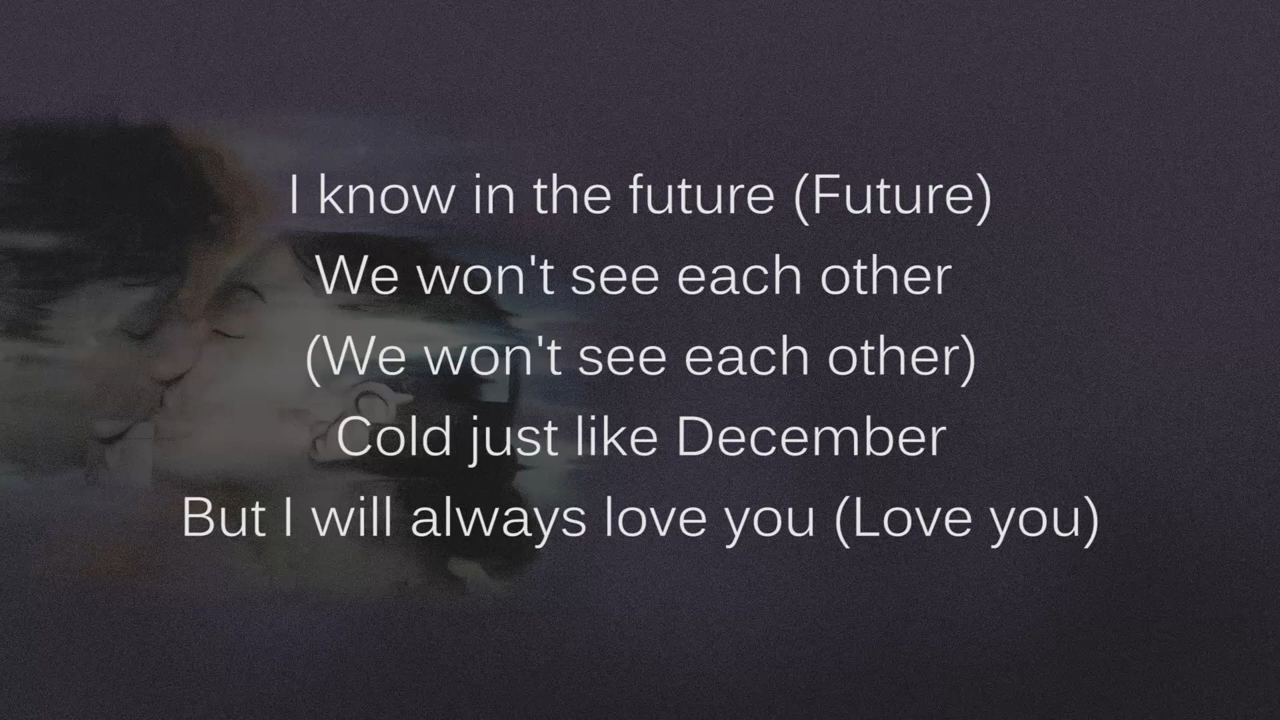 I know in the future (Future)
We won't see each other
(We won't see each other)
Cold just like December
But I will always love you (Love you)